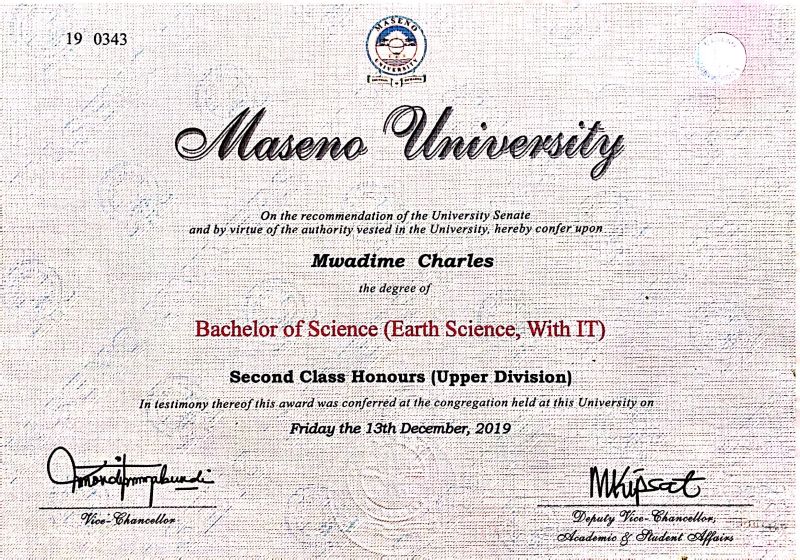 19 0343
MASENO
UNIVERSITY
Maseno University
On the recommendation of the University Senate
and by virtue of the authority vested in the University, hereby confer upon
Mwadime Charles
the degree of
Bachelor of Science (Earth Science, With IT)
Second Class Honours (Upper Division)
In testimony thereof this award was conferred at the congregation held at this University on
Friday the 13th December, 2019
Vice-Chancellor
Deputy Vice-Chancellor,
Academic & Student Affairs